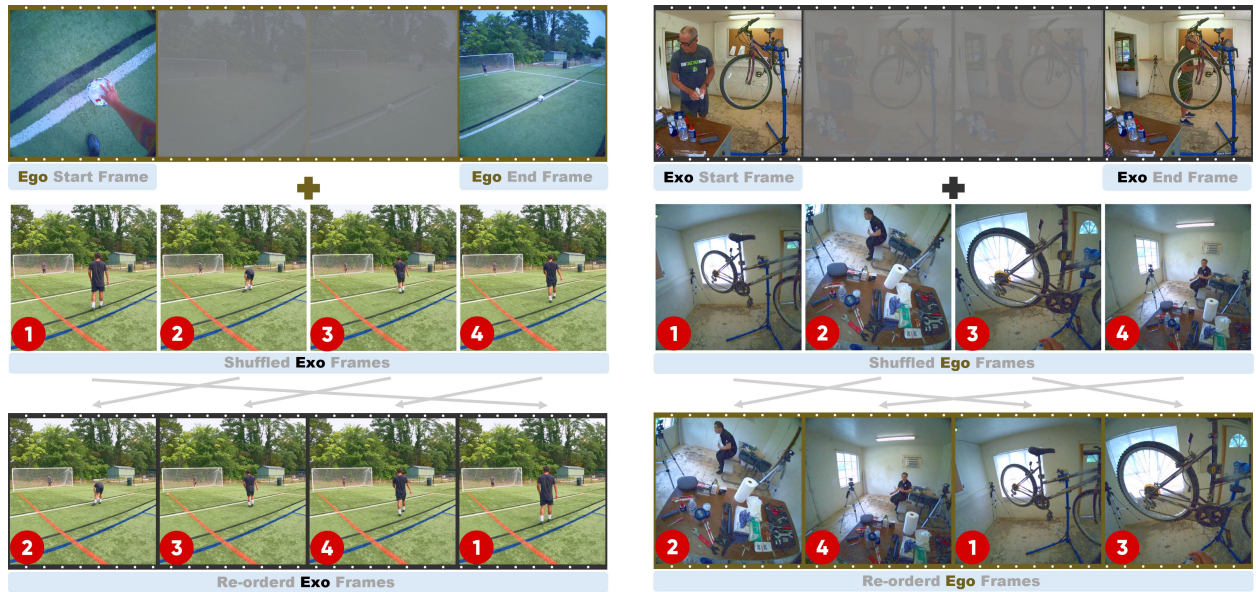 Ego Start Frame
Ego End Frame
1
2
3
4
Shuffled Exo Frames
2
3
4
1
Re-orderd Exo Frames
Exo Start Frame
Exo End Frame
1
2
3
4
Shuffled Ego Frames
2
4
1
3
Re-orderd Ego Frames